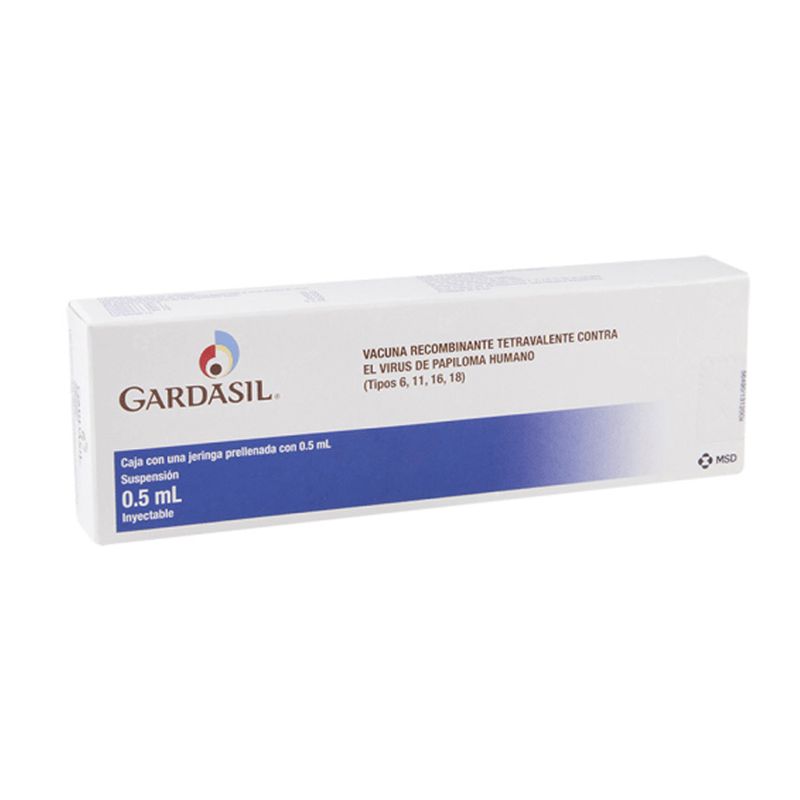 GARDASIL®
VACUNA RECOMBINANTE TETRAVALENTE CONTRA
EL VIRUS DE PAPILOMA HUMANO
(Tipos 6, 11, 16, 18)
Caja con una jeringa prellenada con 0.5 mL
Suspensión
0.5 mL
Inyectable
MSD